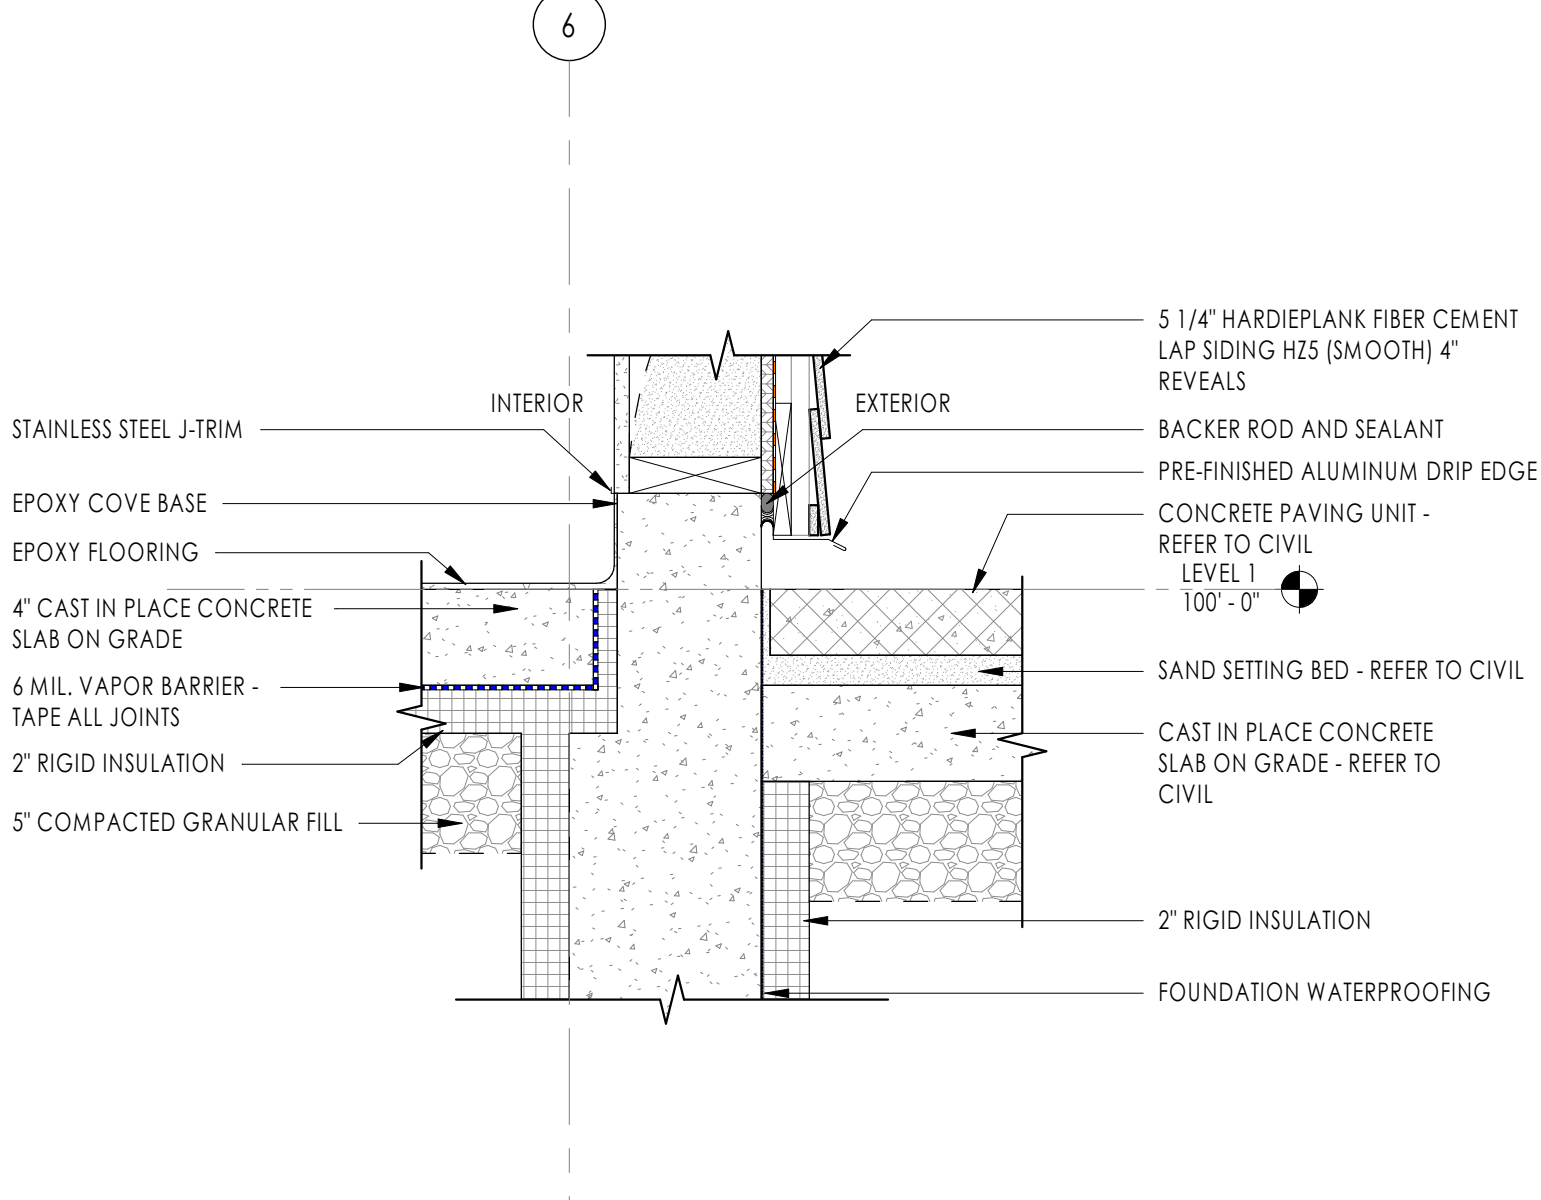 6
INTERIOR
EXTERIOR
STAINLESS STEEL J-TRIM
EPOXY COVE BASE
EPOXY FLOORING
4" CAST IN PLACE CONCRETE
SLAB ON GRADE
6 MIL. VAPOR BARRIER -
TAPE ALL JOINTS
2" RIGID INSULATION
5" COMPACTED GRANULAR FILL
5 1/4" HARDIEPLANK FIBER CEMENT
LAP SIDING HZ5 (SMOOTH) 4"
REVEALS
BACKER ROD AND SEALANT
PRE-FINISHED ALUMINUM DRIP EDGE
CONCRETE PAVING UNIT -
REFER TO CIVIL
LEVEL 1
100' - 0"
SAND SETTING BED - REFER TO CIVIL
CAST IN PLACE CONCRETE
SLAB ON GRADE - REFER TO
CIVIL
2" RIGID INSULATION
FOUNDATION WATERPROOFING